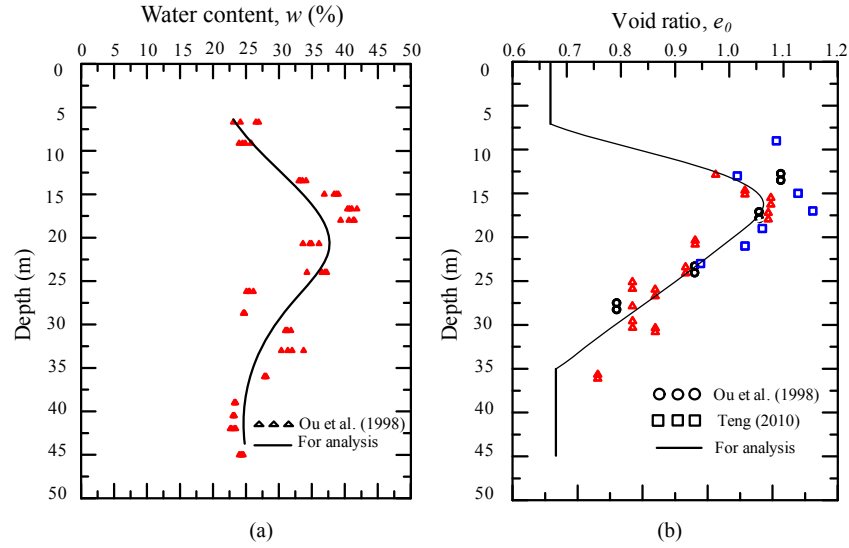 Water content, w (%)
0 5 10 15 20 25 30 35 40 45 50
0
5
10
15
20
25
30
35
40
45
50
Depth (m)
Ou et al. (1998)
For analysis
(a)
Void ratio, e0
0.6 0.7 0.8 0.9 1.0 1.1 1.2
0
5
10
15
20
25
30
35
40
45
50
Depth (m)
Ou et al. (1998)
Teng (2010)
For analysis
(b)